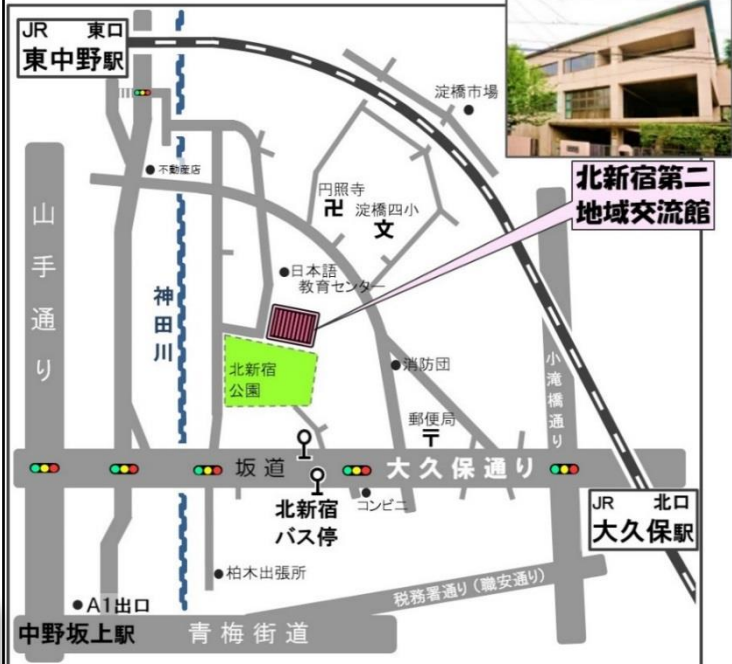 JR 東口
東中野駅
淀橋市場
不動産店
北新宿第二
地域交流館
円照寺
卍
淀橋四小
文
山手通り
神田川
日本語
教育センター
北新宿
公園
消防団
小滝橋通り
郵便局
〒
坂道
大久保通り
北新宿
バス停
コンビニ
JR 北口
大久保駅
柏木出張所
税務署通り(職安通り)
A1出口
中野坂上駅
青梅街道